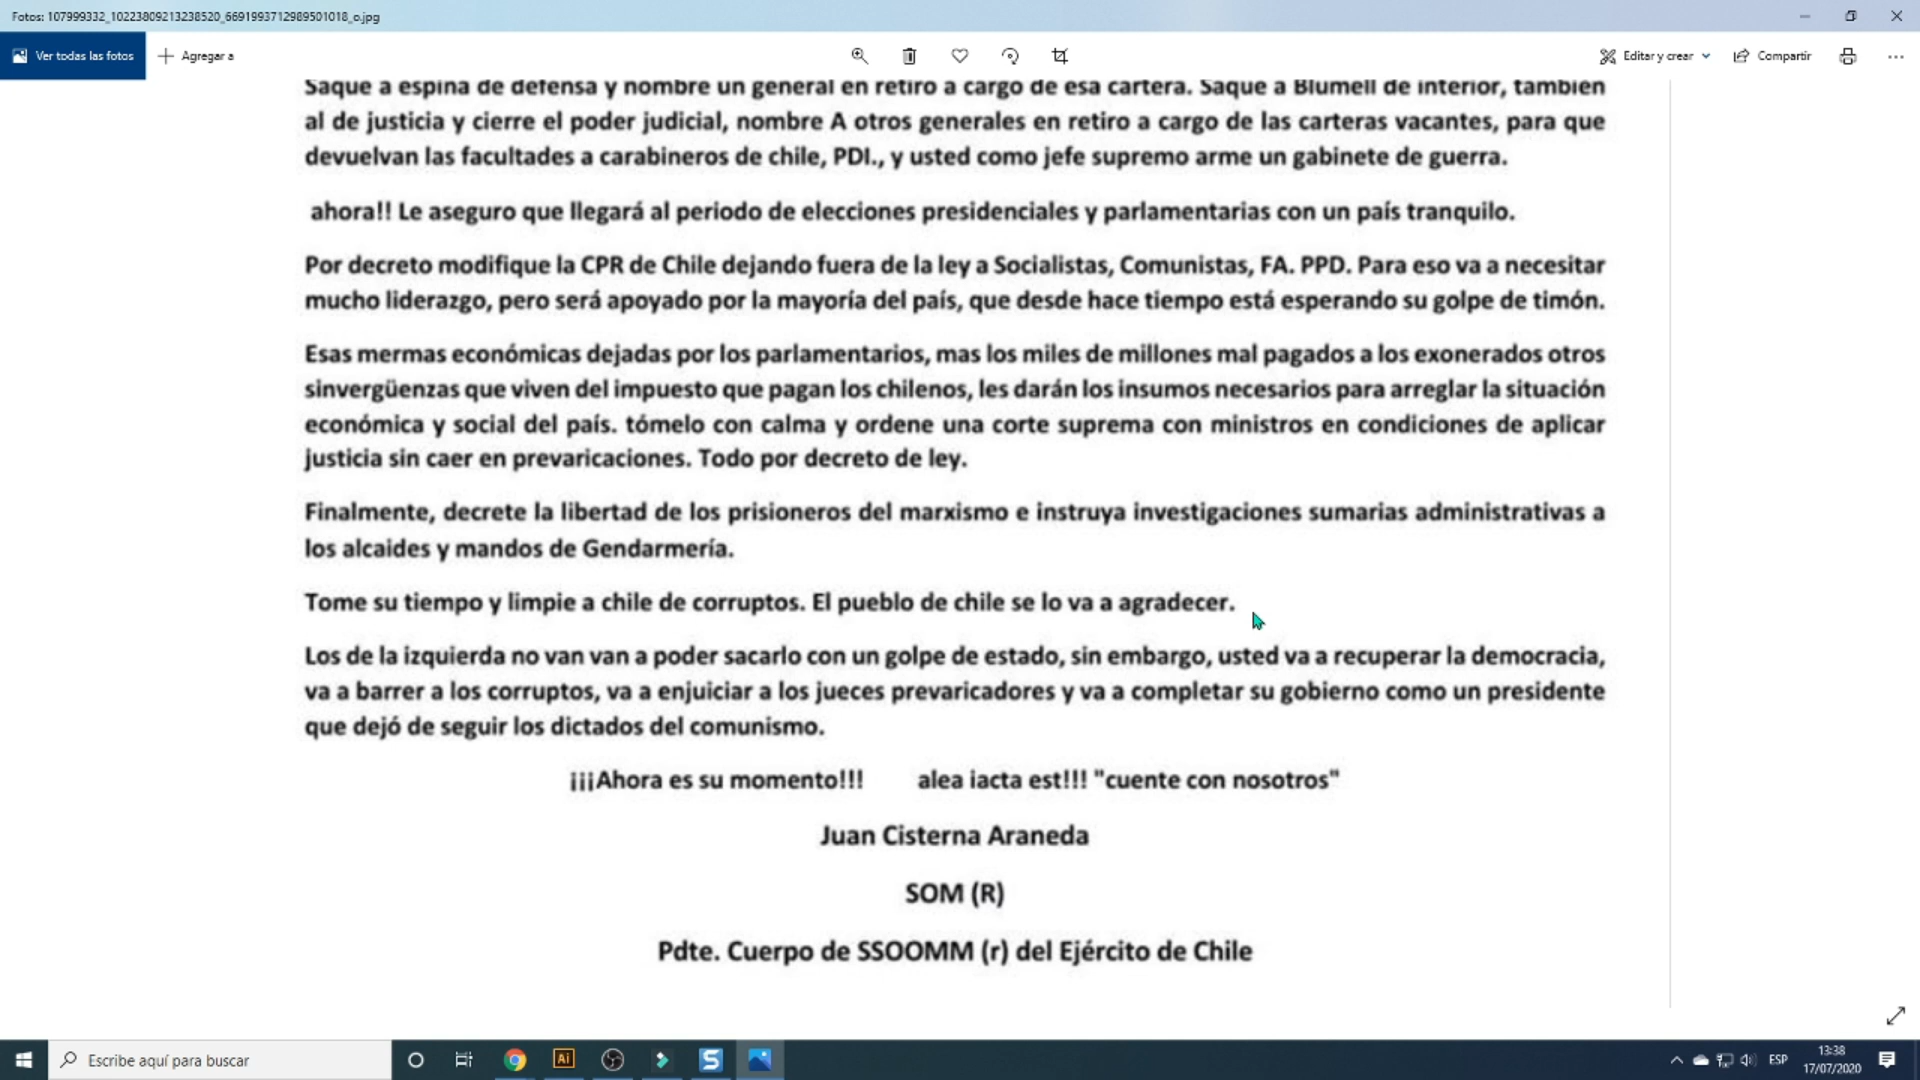 Fotos: 107999332_10223809213238520_6691993712989501018_o.jpg
Ver todas las fotos
Agregar a
Editar y crear
Compartir
Saque a espina de defensa y nombre un general en retiro a cargo de esa cartera. Saque a Blumell de interior, también
al de justicia y cierre el poder judicial, nombre A otros generales en retiro a cargo de las carteras vacantes, para que
devuelvan las facultades a carabineros de chile, PDI., y usted como jefe supremo arme un gabinete de guerra.
ahora!! Le aseguro que llegará al periodo de elecciones presidenciales y parlamentarias con un país tranquilo.
Por decreto modifique la CPR de Chile dejando fuera de la ley a Socialistas, Comunistas, FA. PPD. Para eso va a necesitar
mucho liderazgo, pero será apoyado por la mayoría del país, que desde hace tiempo está esperando su golpe de timón.
Esas mermas económicas dejadas por los parlamentarios, mas los miles de millones mal pagados a los exonerados otros
sinvergüenzas que viven del impuesto que pagan los chilenos, les darán los insumos necesarios para arreglar la situación
económica y social del país. tómelo con calma y ordene una corte suprema con ministros en condiciones de aplicar
justicia sin caer en prevaricaciones. Todo por decreto de ley.
Finalmente, decrete la libertad de los prisioneros del marxismo e instruya investigaciones sumarias administrativas a
los alcaides y mandos de Gendarmería.
Tome su tiempo y limpie a chile de corruptos. El pueblo de chile se lo va a agradecer.
Los de la izquierda no van van a poder sacarlo con un golpe de estado, sin embargo, usted va a recuperar la democracia,
va a barrer a los corruptos, va a enjuiciar a los jueces prevaricadores y va a completar su gobierno como un presidente
que dejó de seguir los dictados del comunismo.
¡¡¡Ahora es su momento!!! alea iacta est!!! "cuente con nosotros"
Juan Cisterna Araneda
SOM (R)
Pdte. Cuerpo de SSOOMM (r) del Ejército de Chile
Escribe aquí para buscar
Ai
S
ESP
13:38
17/07/2020